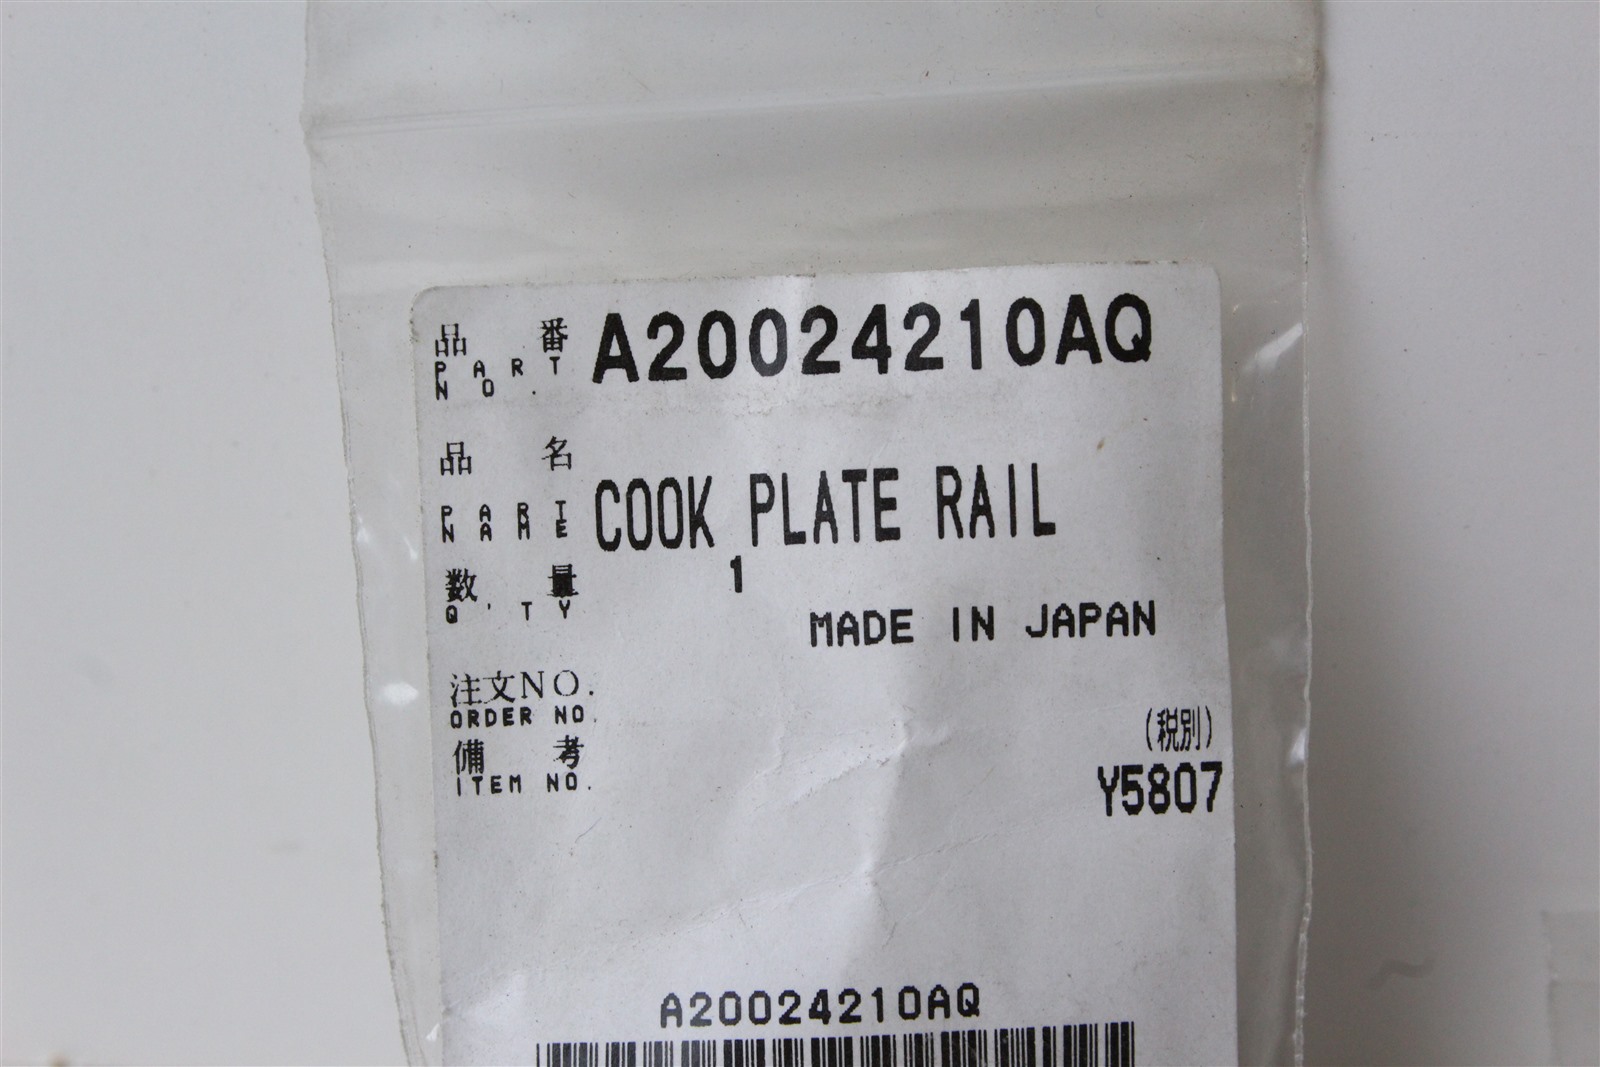 品番 A20024210AQ
PART
NO.
品名
COOK PLATE RAIL
PART
NAME
数量 1
Q'TY
MADE IN JAPAN
注文NO.
ORDER NO.
(税別)
備考
ITEM NO.
Y5807
A20024210AQ